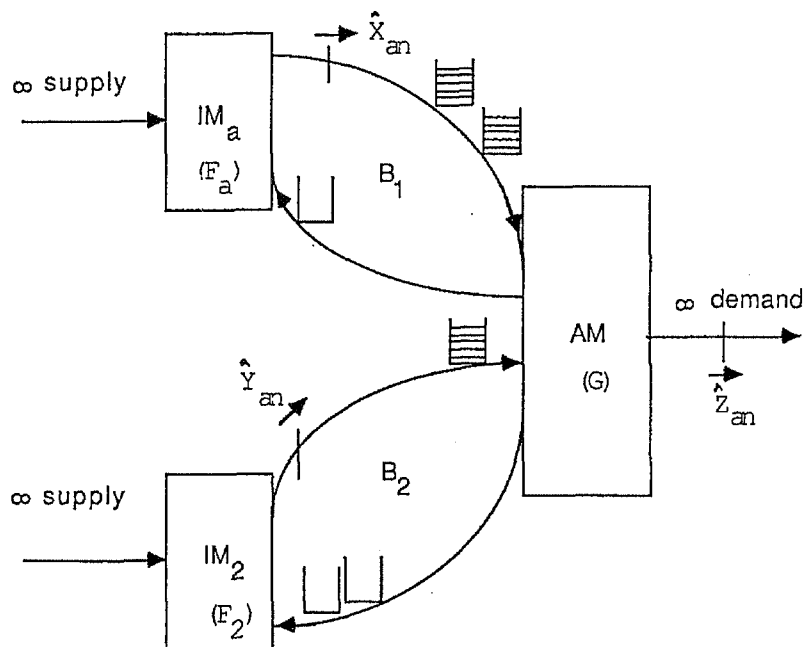 X̂an
∞ supply
IMa
(Fa)
B1
∞ demand
AM
(G)
Ẑan
Ŷan
B2
∞ supply
IM2
(F2)